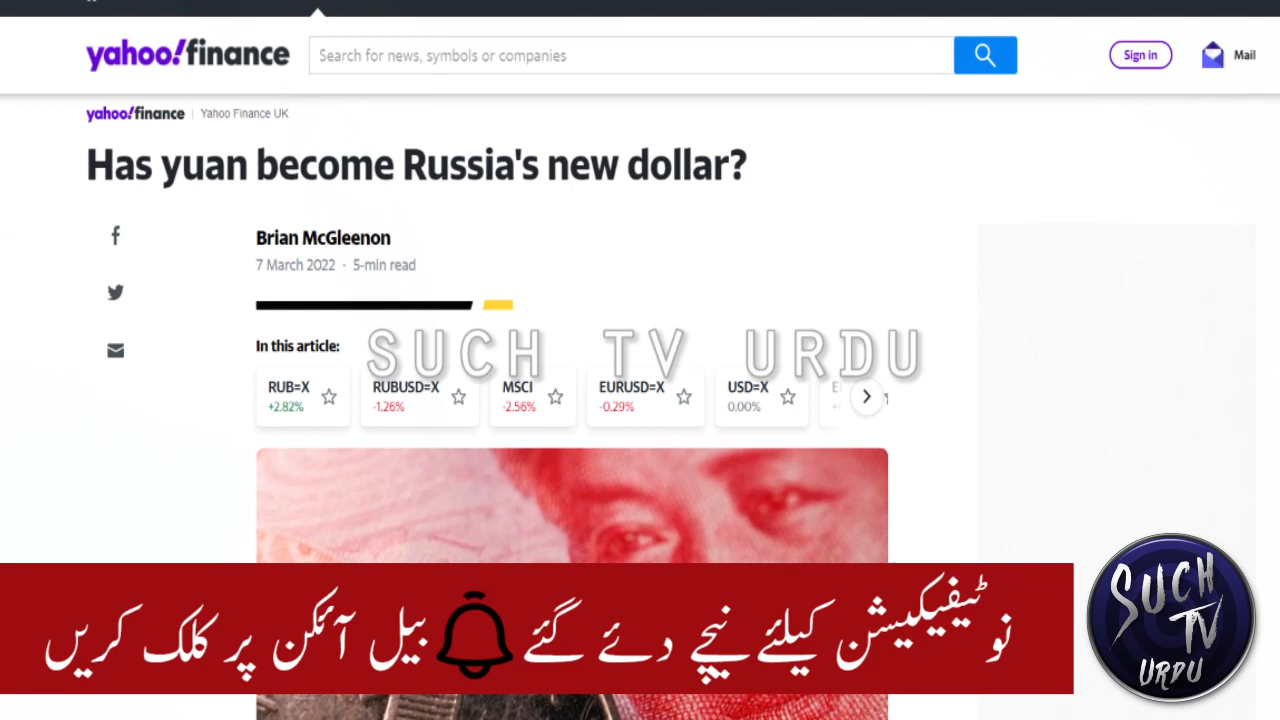 yahoo!finance
Search for news, symbols or companies
Sign in
Mail
yahoo!finance
Yahoo Finance UK
Has yuan become Russia's new dollar?
Brian McGleenon
7 March 2022 · 5-min read
In this article:
SUCH TV URDU
RUB=X
+2.82%
RUBUSD=X
-1.26%
MSCI
-2.56%
EURUSD=X
-0.29%
USD=X
0.00%
نوٹیفیکیشن کیلئے نیچے دئے گئے بیل آئکن پر کلک کریں
SUCH
TV
URDU